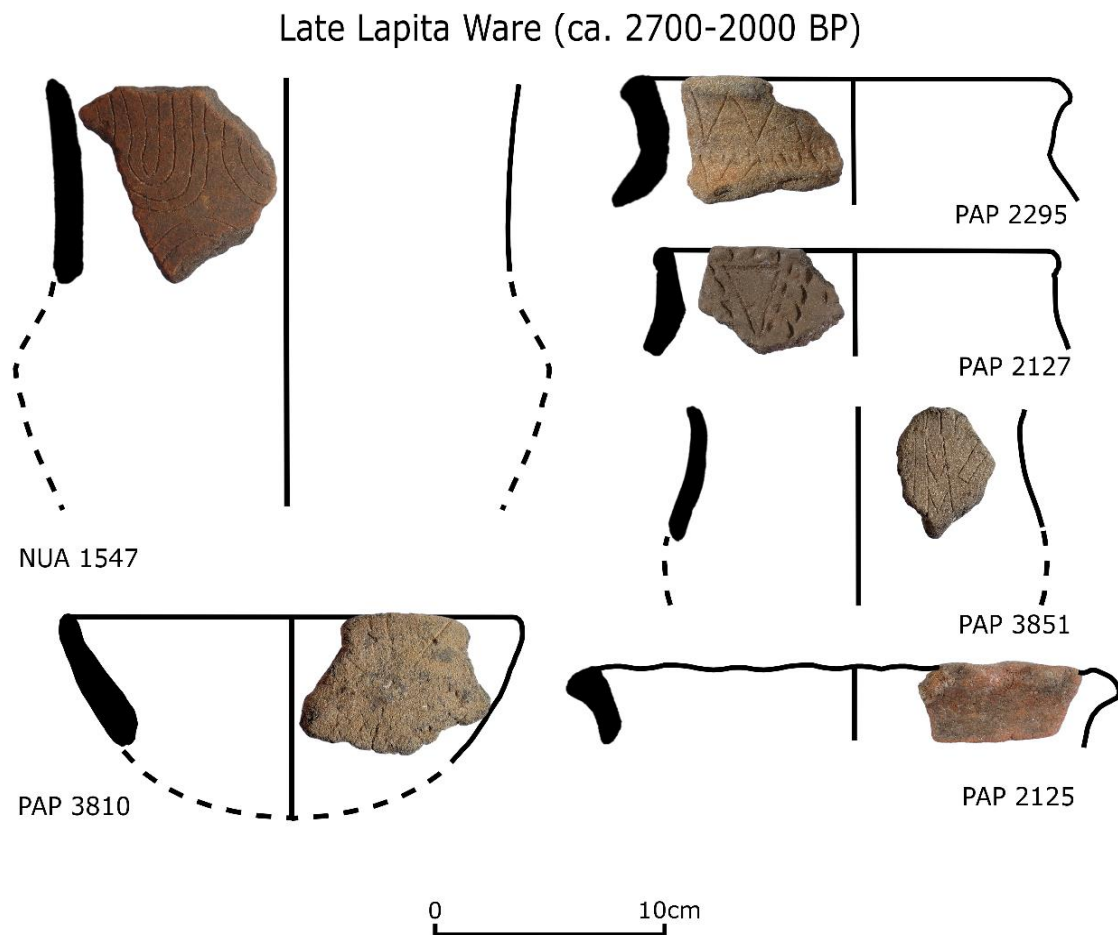 Late Lapita Ware (ca. 2700-2000 BP)
NUA 1547
PAP 3810
PAP 2295
PAP 2127
PAP 3851
PAP 2125
0 10cm